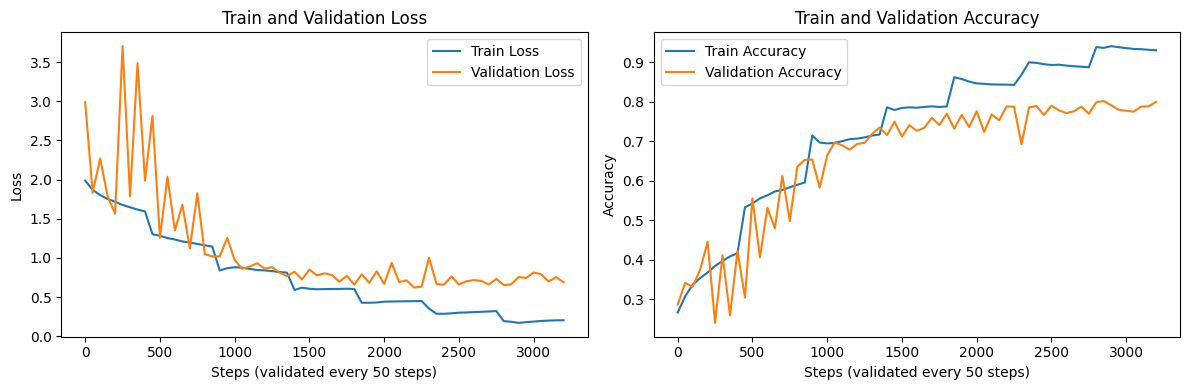 Train and Validation Loss
Train Loss
Validation Loss
Loss
3.5
3.0
2.5
2.0
1.5
1.0
0.5
0.0
0 500 1000 1500 2000 2500 3000
Steps (validated every 50 steps)
Train and Validation Accuracy
Train Accuracy
Validation Accuracy
Accuracy
0.9
0.8
0.7
0.6
0.5
0.4
0.3
0 500 1000 1500 2000 2500 3000
Steps (validated every 50 steps)